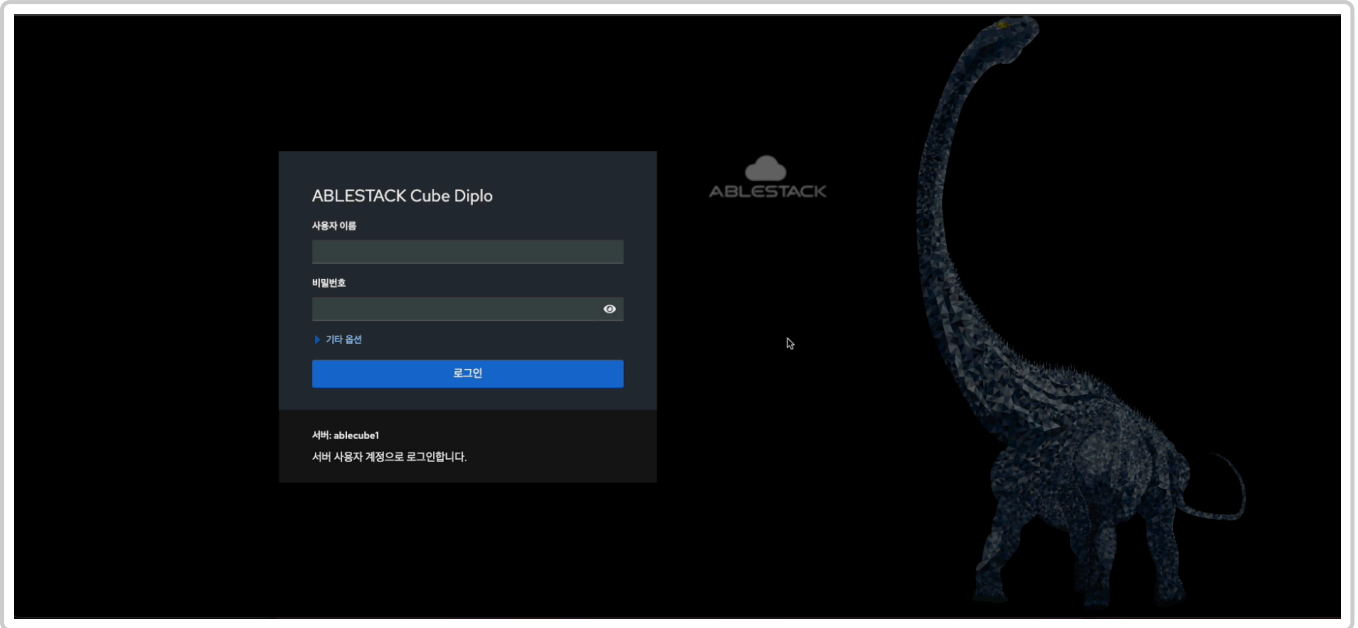 ABLESTACK Cube Diplo
사용자 이름
비밀번호
기타 옵션
로그인
서버: ablecube1
서버 사용자 계정으로 로그인합니다.
ABLESTACK